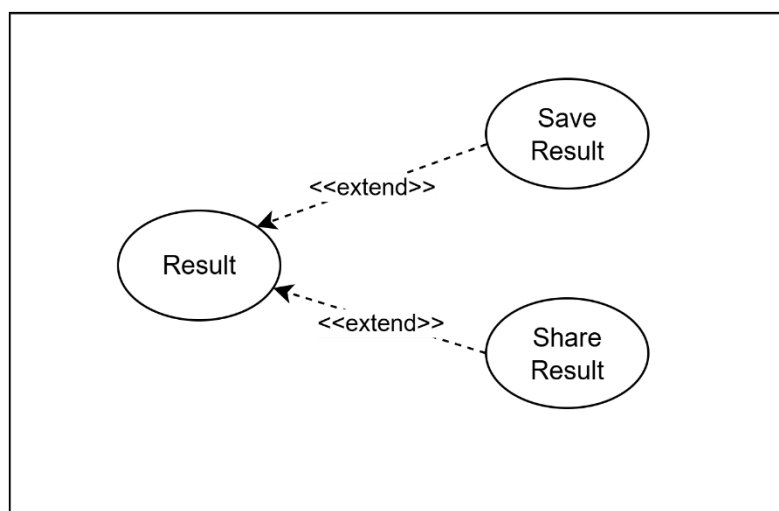 Save
Result
<<extend>>
Result
<<extend>>
Share
Result